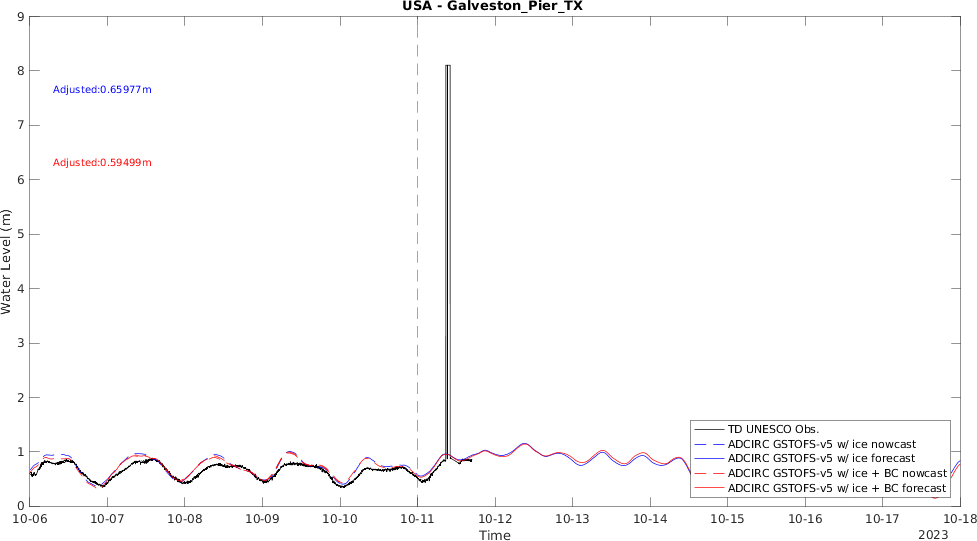 USA - Galveston_Pier_TX
9
8
Adjusted:0.65977m
7
Adjusted:0.59499m
6
5
Water Level (m)
4
3
2
1
0
TD UNESCO Obs.
ADCIRC GSTOFS-v5 w/ ice nowcast
ADCIRC GSTOFS-v5 w/ ice forecast
ADCIRC GSTOFS-v5 w/ ice + BC nowcast
ADCIRC GSTOFS-v5 w/ ice + BC forecast
10-06 10-07 10-08 10-09 10-10 10-11 10-12 10-13 10-14 10-15 10-16 10-17 10-18
Time
2023